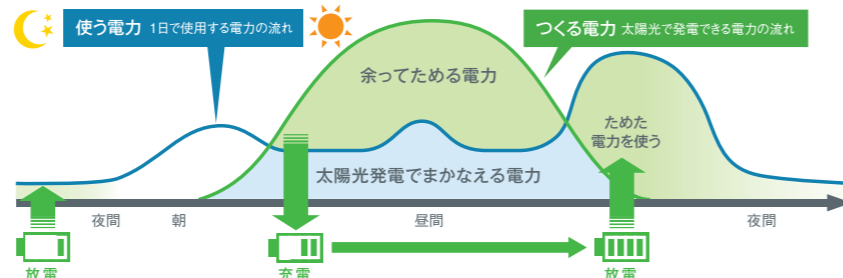 使う電力 1日で使用する電力の流れ
つくる電力 太陽光で発電できる電力の流れ
余ってためる電力
ためた
電力を使う
太陽光発電でまかなえる電力
夜間
朝
昼間
夜間
放電
充電
放電